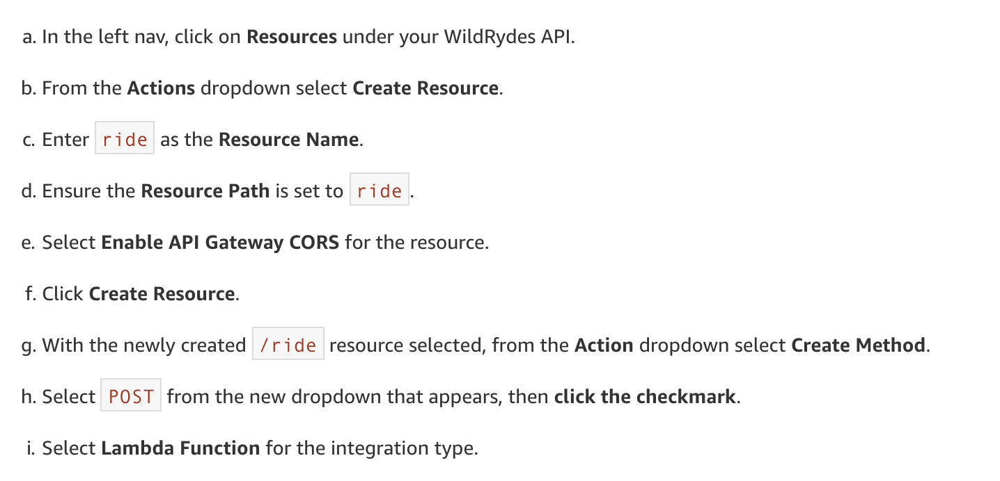 a. In the left nav, click on Resources under your WildRydes API.
b. From the Actions dropdown select Create Resource.
c. Enter ride as the Resource Name.
d. Ensure the Resource Path is set to ride.
e. Select Enable API Gateway CORS for the resource.
f. Click Create Resource.
g. With the newly created /ride resource selected, from the Action dropdown select Create Method.
h. Select POST from the new dropdown that appears, then click the checkmark.
i. Select Lambda Function for the integration type.